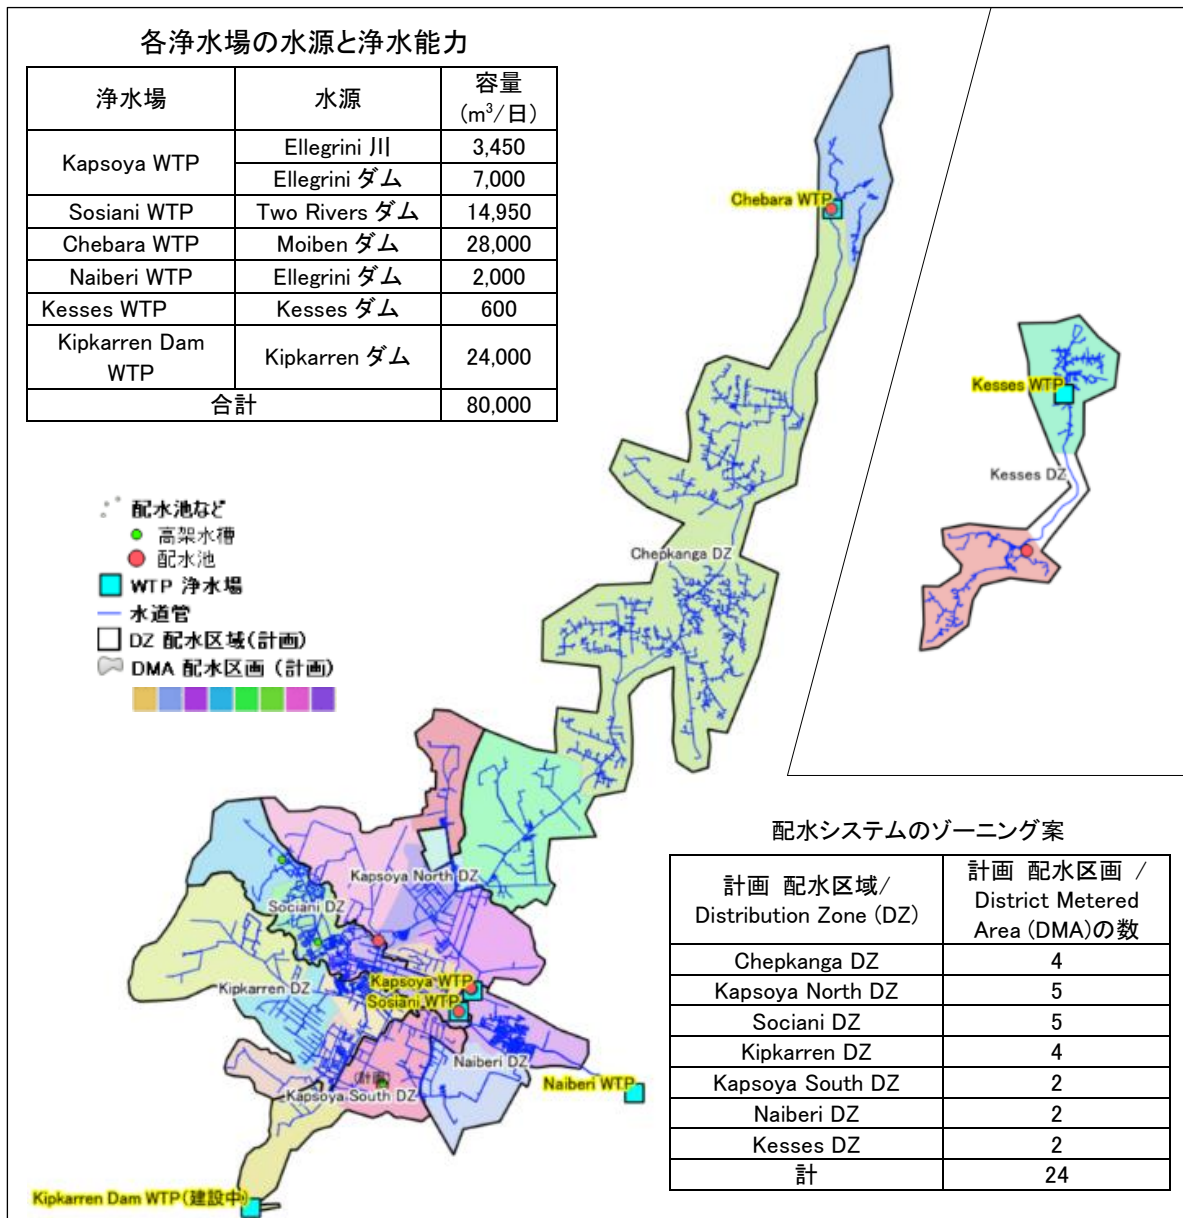 各浄水場の水源と浄水能力
浄水場 水源 容量
(m³/日)
Kapsoya WTP Ellegrini 川 3,450
Ellegrini ダム 7,000
Sosiani WTP Two Rivers ダム 14,950
Chebara WTP Moiben ダム 28,000
Naiberi WTP Ellegrini ダム 2,000
Kesses WTP Kesses ダム 600
Kipkarren Dam
WTP Kipkarren ダム 24,000
合計 80,000
配水池など
高架水槽
配水池
WTP 浄水場
水道管
DZ 配水区域(計画)
DMA 配水区画 (計画)
Chebara WTP
Kesses WTP
Kesses DZ
Chepkanga DZ
Kapsoya North DZ
Sociani DZ
Kipkarren DZ
Kapsoya WTP
Sosiani WTP
Naiberi DZ
(計画)
Kapsoya South DZ
Naiberi WTP
Kipkarren Dam WTP(建設中)
配水システムのゾーニング案
計画 配水区域/
Distribution Zone (DZ)
計画 配水区画 /
District Metered
Area (DMA)の数
Chepkanga DZ 4
Kapsoya North DZ 5
Sociani DZ 5
Kipkarren DZ 4
Kapsoya South DZ 2
Naiberi DZ 2
Kesses DZ 2
計 24